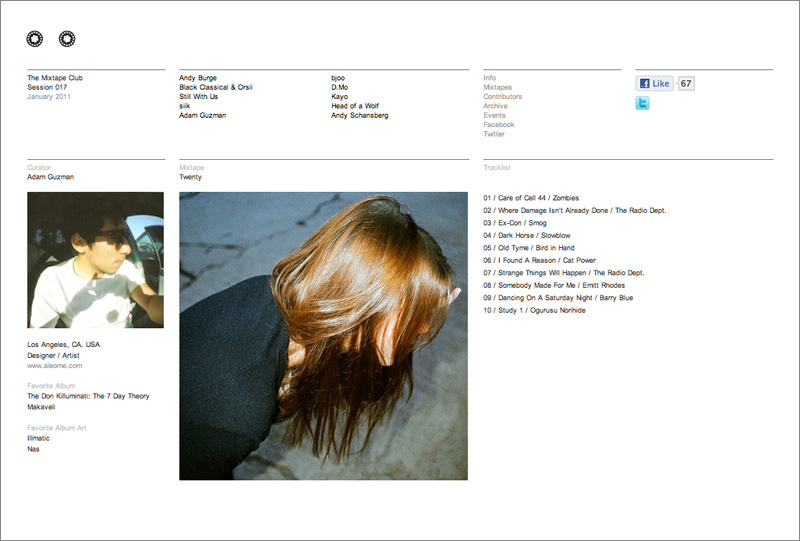 The Mixtape Club
Session 017
January 2011
Andy Burge
Black Classical & Orsii
Still With Us
siik
Adam Guzman
bjoo
D.Mo
Kayo
Head of a Wolf
Andy Schansberg
Info
Mixtapes
Contributors
Archive
Events
Facebook
Twitter
Like 67
Curator
Adam Guzman
Mixtape
Twenty
Tracklist
01 / Care of Cell 44 / Zombies
02 / Where Damage Isn't Already Done / The Radio Dept.
03 / Ex-Con / Smog
04 / Dark Horse / Slowblow
05 / Old Tyme / Bird in Hand
06 / I Found A Reason / Cat Power
07 / Strange Things Will Happen / The Radio Dept.
08 / Somebody Made For Me / Emitt Rhodes
09 / Dancing On A Saturday Night / Barry Blue
10 / Study 1 / Ogurusu Norihide
Los Angeles, CA. USA
Designer / Artist
www.aleome.com
Favorite Album
The Don Killuminati: The 7 Day Theory
Makaveli
Favorite Album Art
Illmatic
Nas